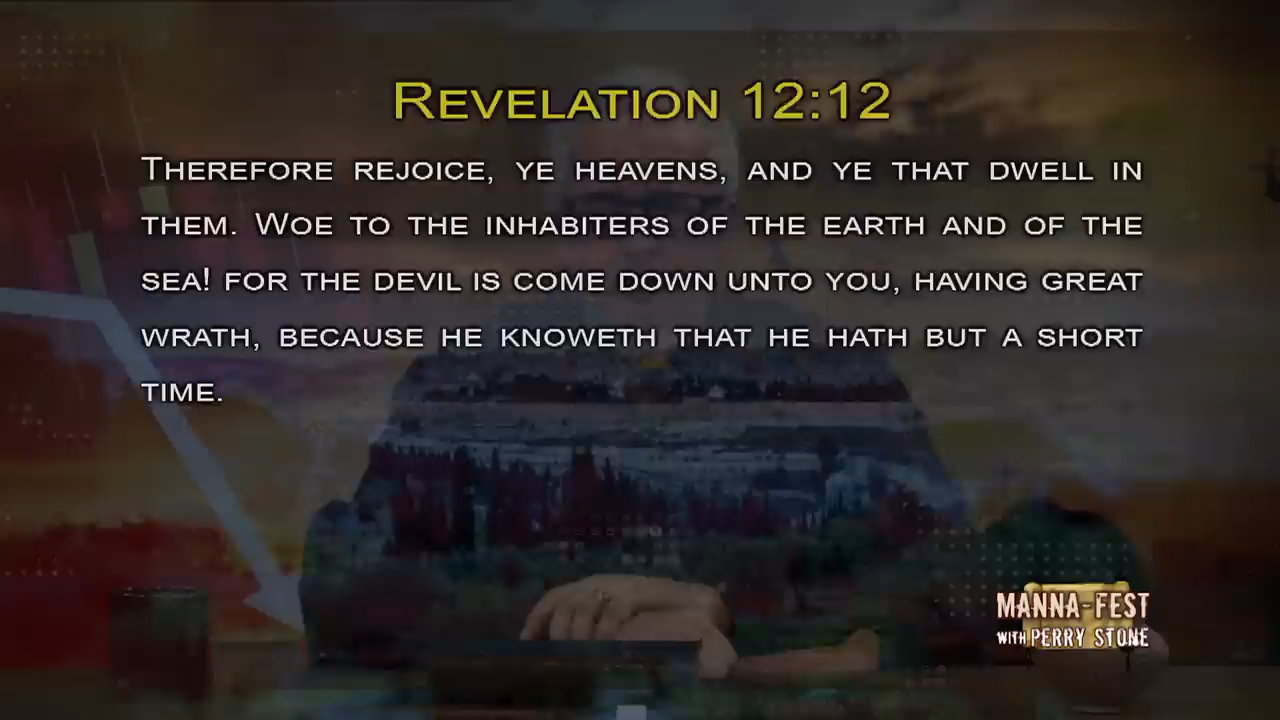 Revelation 12:12
Therefore rejoice, ye heavens, and ye that dwell in
them. Woe to the inhabiters of the earth and of the
sea! for the devil is come down unto you, having great
wrath, because he knoweth that he hath but a short
time.
MANNA-FEST
WITH PERRY STONE